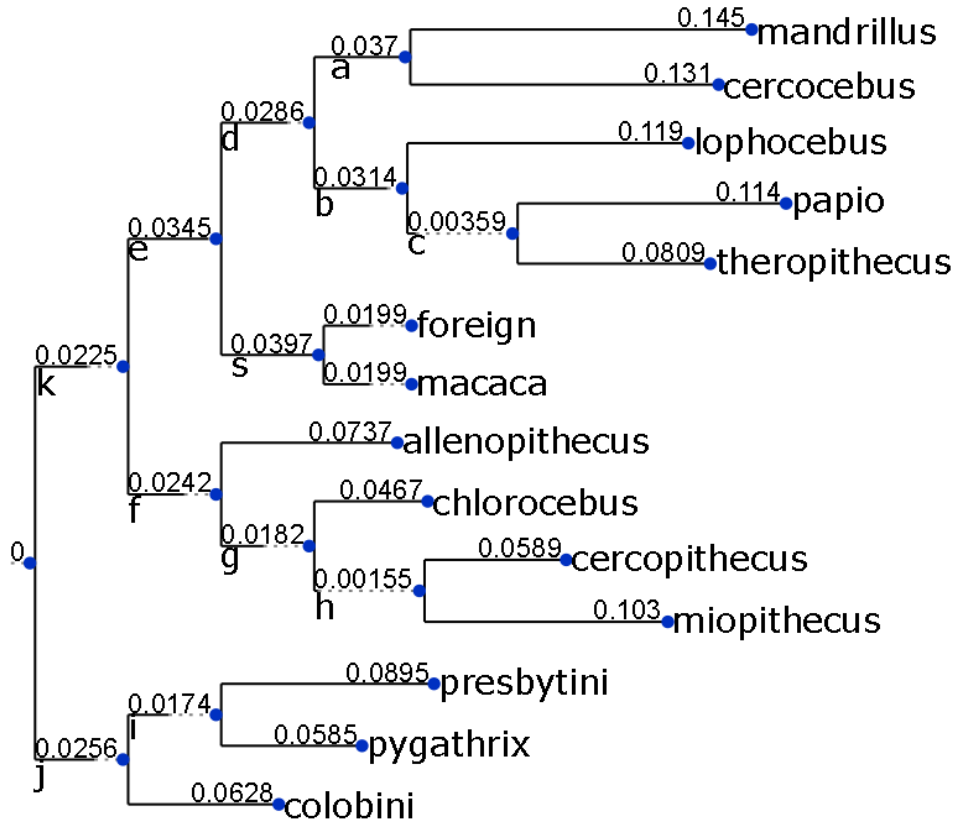 0.145 mandrillus
0.037
a
0.131 cercocebus
0.0286
d
0.119 lophocebus
0.0314
b
0.114 papio
0.00359
c
0.0345
e
0.0809 theropithecus
0.0199 foreign
0.0397
s
0.0225
k
0.0199 macaca
0.0737 allenopithecus
0.0242
f
0.0467 chlorocebus
0.0182
g
0.0589 cercopithecus
0
0.00155
h
0.103 miopithecus
0.0895 presbytini
0.0174
i
0.0585 pygathrix
0.0256
j
0.0628 colobini